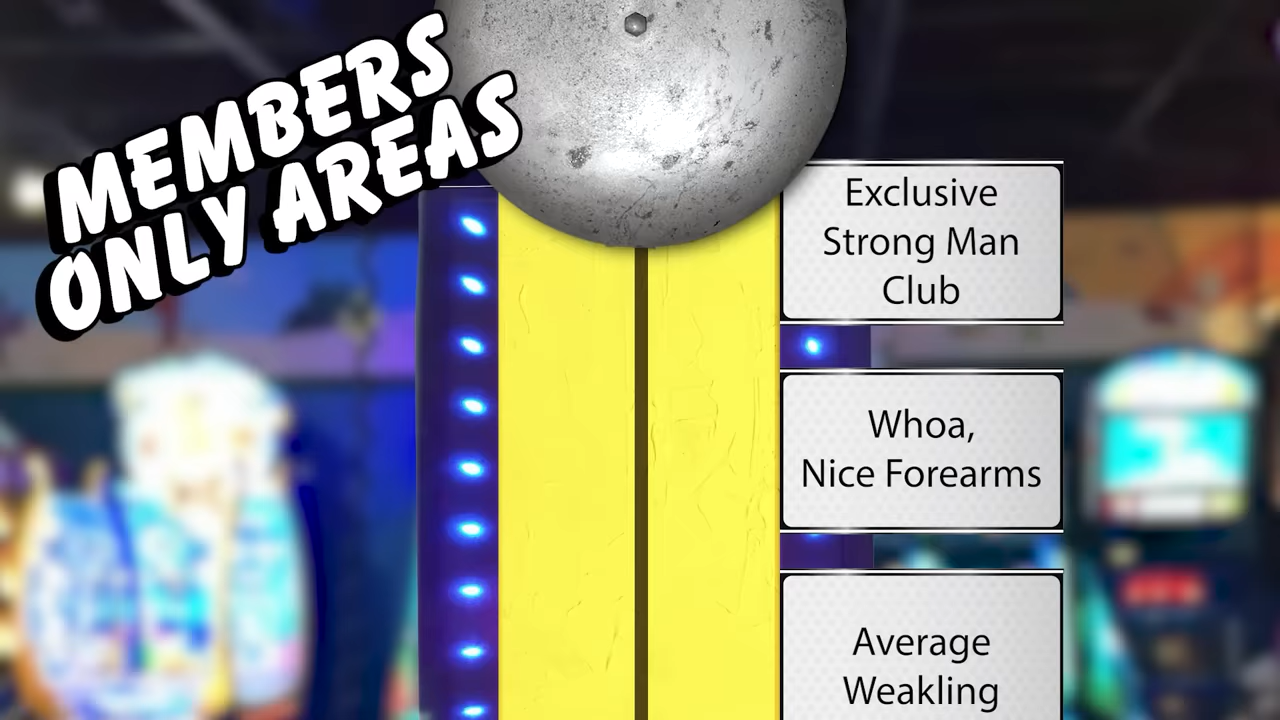 MEMBERS
ONLY AREAS
Exclusive
Strong Man
Club
Whoa,
Nice Forearms
Average
Weakling